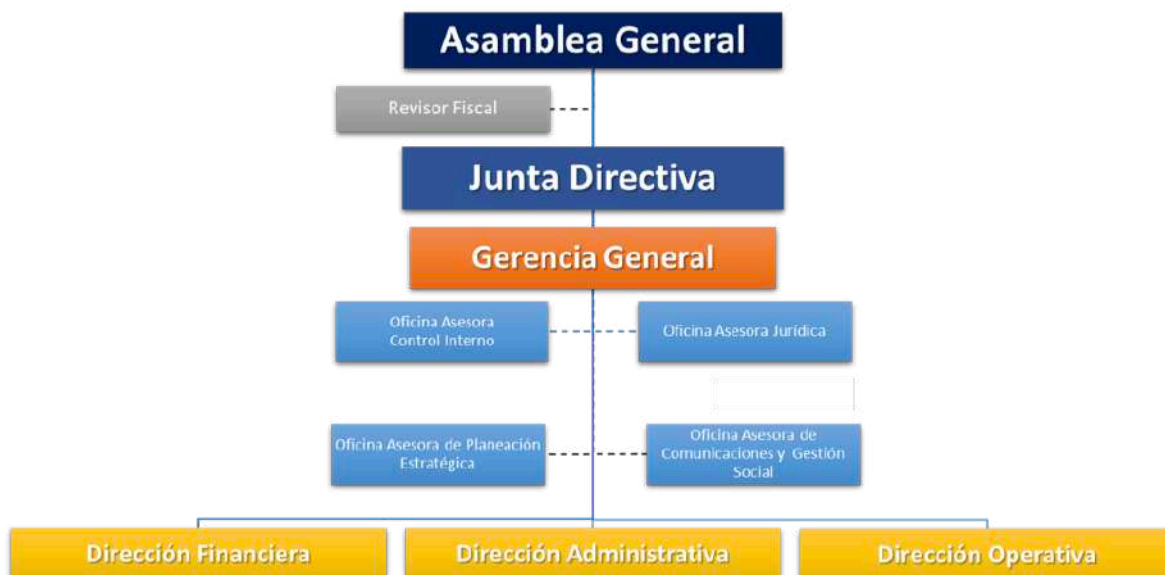 Asamblea General
Revisor Fiscal
Junta Directiva
Gerencia General
Oficina Asesora
Control Interno
Oficina Asesora Jurídica
Oficina Asesora de Planeación
Estratégica
Oficina Asesora de
Comunicaciones y Gestión
Social
Dirección Financiera
Dirección Administrativa
Dirección Operativa